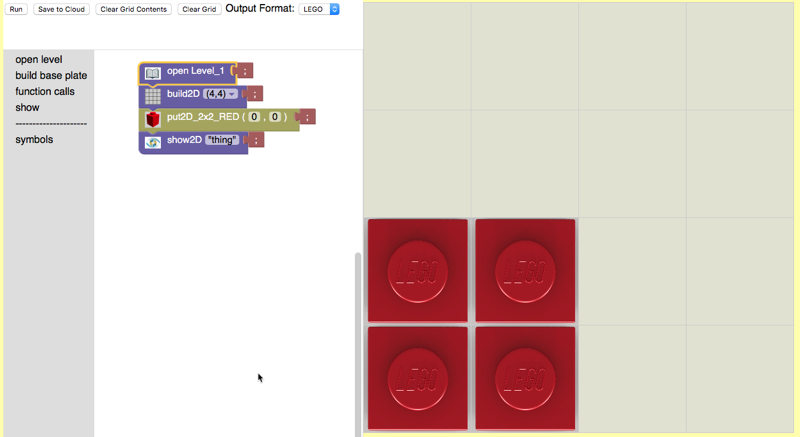 Run Save to Cloud Clear Grid Contents Clear Grid Output Format: LEGO
open level
build base plate
function calls
show
---------------------
symbols
open Level_1 ;
build2D (4,4) ;
put2D_2x2_RED ( 0 , 0 ) ;
show2D "thing" ;
LEGO LEGO
LEGO LEGO